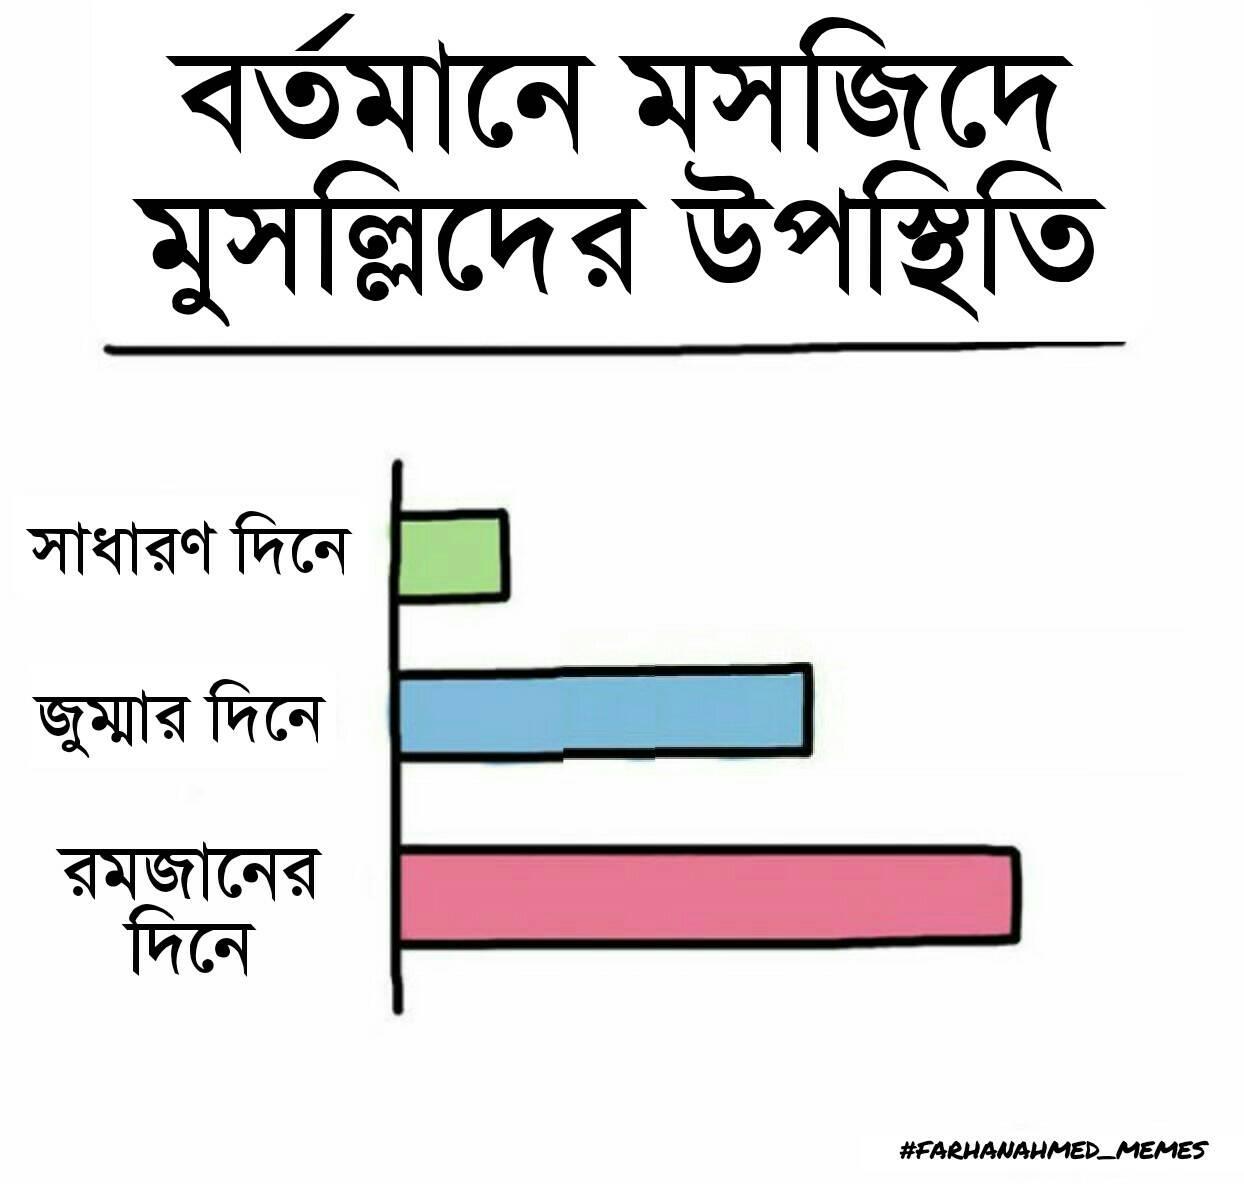 বর্তমানে মসজিদে
মুসল্লিদের উপস্থিতি
সাধারণ দিনে
জুম্মার দিনে
রমজানের
দিনে
#FARHANAHMED_MEMES